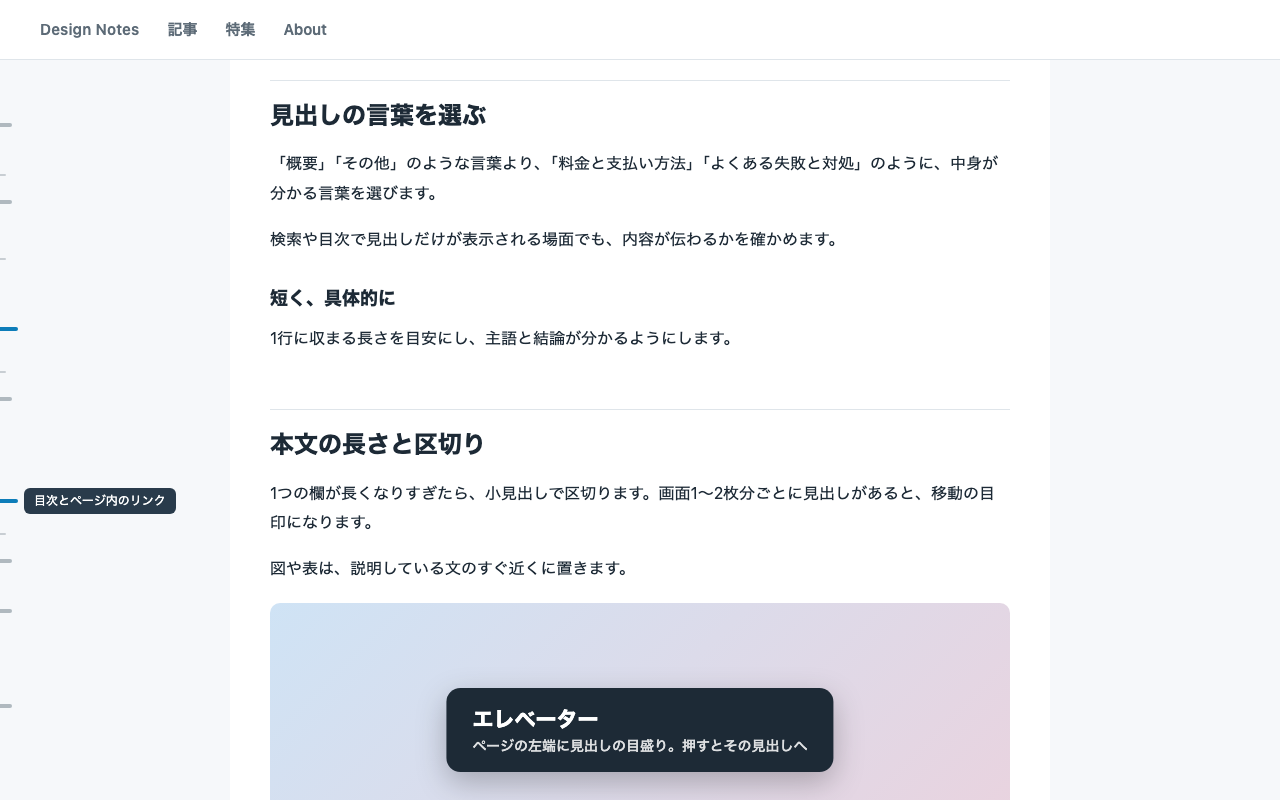 Design Notes 記事 特集 About
見出しの言葉を選ぶ
「概要」「その他」のような言葉より、「料金と支払い方法」「よくある失敗と対処」のように、中身が
分かる言葉を選びます。
検索や目次で見出しだけが表示される場面でも、内容が伝わるかを確かめます。
短く、具体的に
1行に収まる長さを目安にし、主語と結論が分かるようにします。
本文の長さと区切り
1つの欄が長くなりすぎたら、小見出しで区切ります。画面1〜2枚分ごとに見出しがあると、移動の目
印になります。
目次とページ内のリンク
図や表は、説明している文のすぐ近くに置きます。
エレベーター
ページの左端に見出しの目盛り。押すとその見出しへ